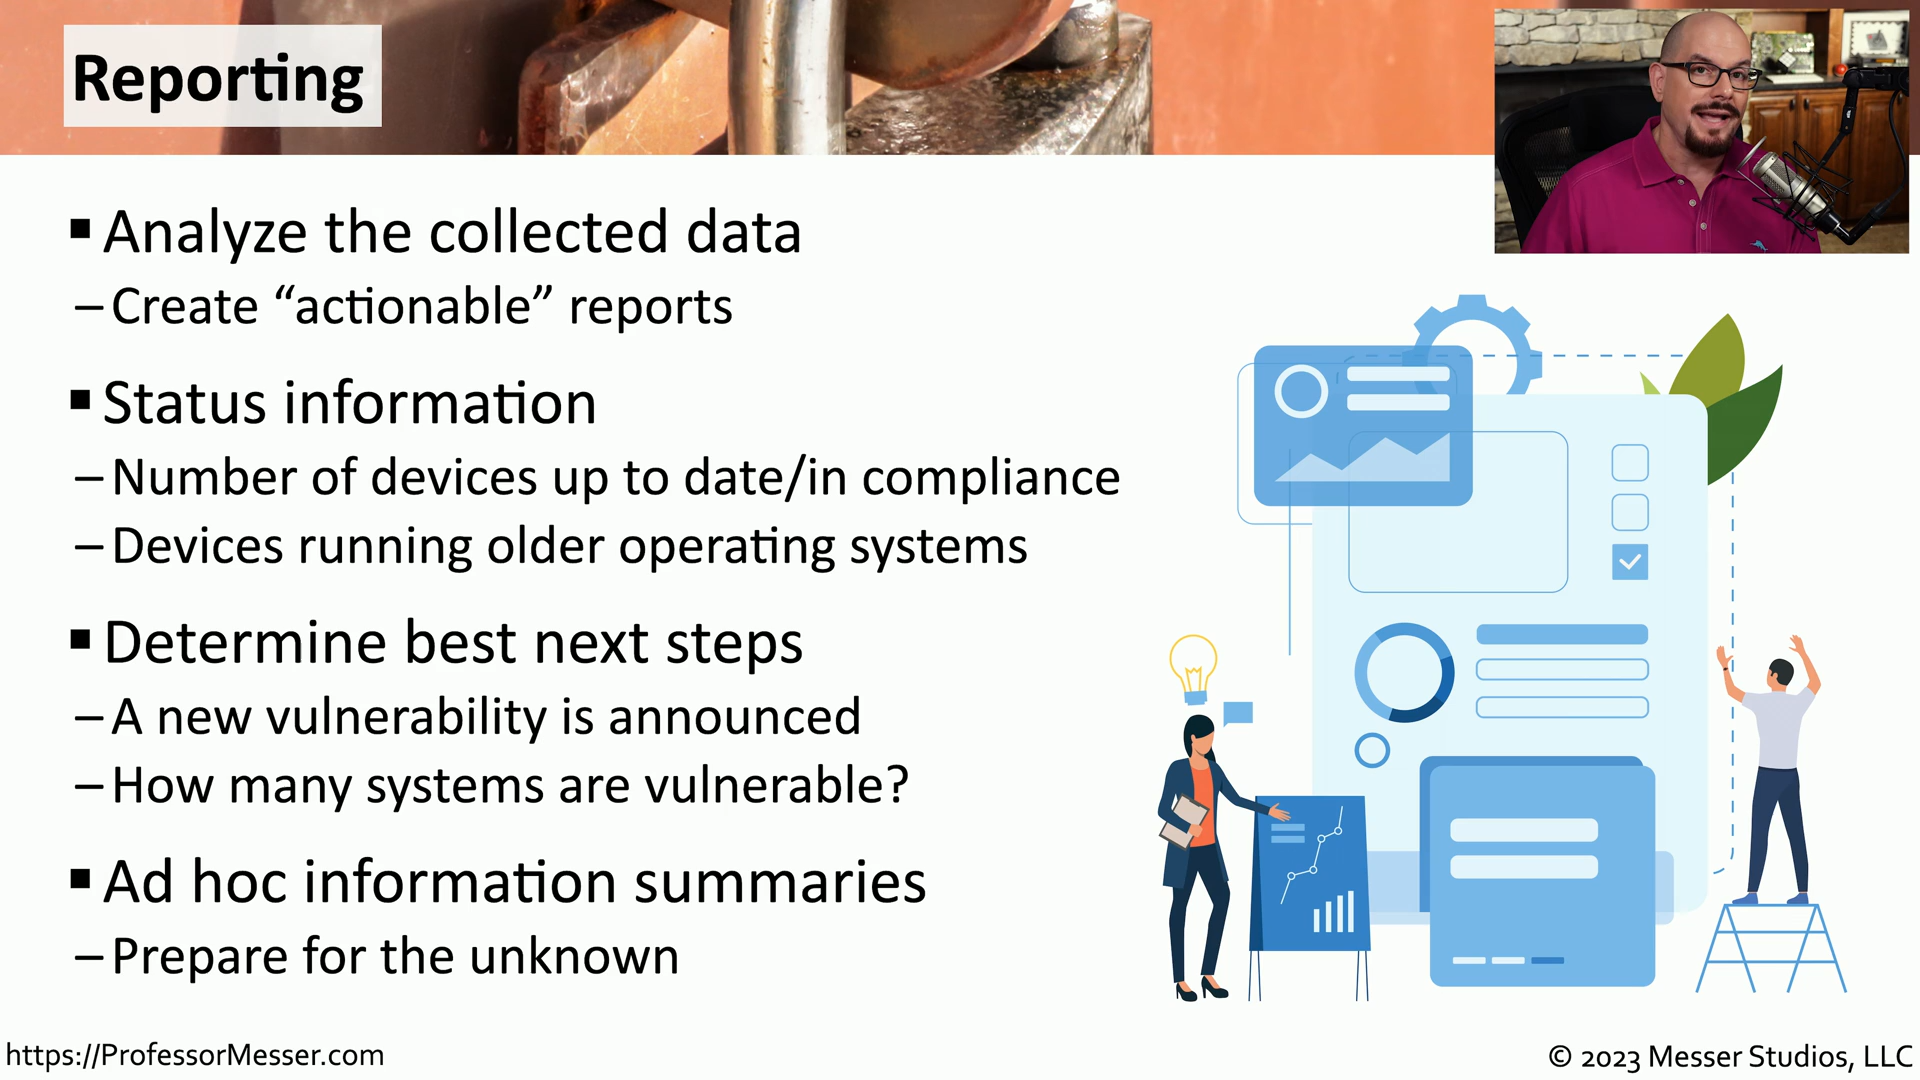 Reporting
▪ Analyze the collected data
– Create “actionable” reports
▪ Status information
– Number of devices up to date/in compliance
– Devices running older operating systems
▪ Determine best next steps
– A new vulnerability is announced
– How many systems are vulnerable?
▪ Ad hoc information summaries
– Prepare for the unknown
https://ProfessorMesser.com
© 2023 Messer Studios, LLC